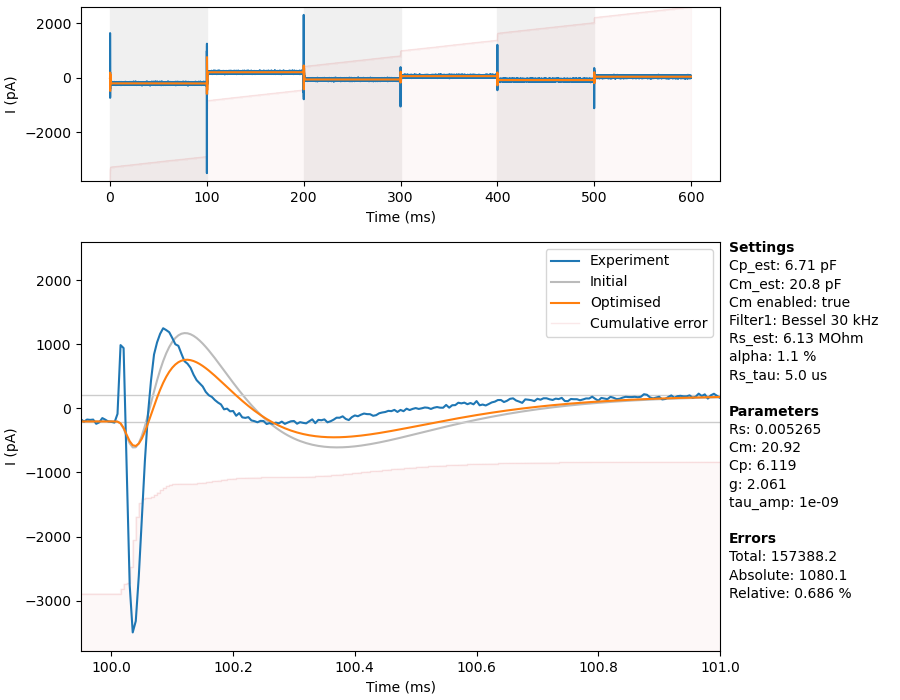 2000
0
−2000
I (pA)
0
100
200
300
400
500
600
Time (ms)
2000
1000
0
−1000
−2000
−3000
I (pA)
Experiment
Initial
Optimised
Cumulative error
100.0
100.2
100.4
100.6
100.8
101.0
Time (ms)
Settings
Cp_est: 6.71 pF
Cm_est: 20.8 pF
Cm enabled: true
Filter1: Bessel 30 kHz
Rs_est: 6.13 MOhm
alpha: 1.1 %
Rs_tau: 5.0 us
Parameters
Rs: 0.005265
Cm: 20.92
Cp: 6.119
g: 2.061
tau_amp: 1e-09
Errors
Total: 157388.2
Absolute: 1080.1
Relative: 0.686 %